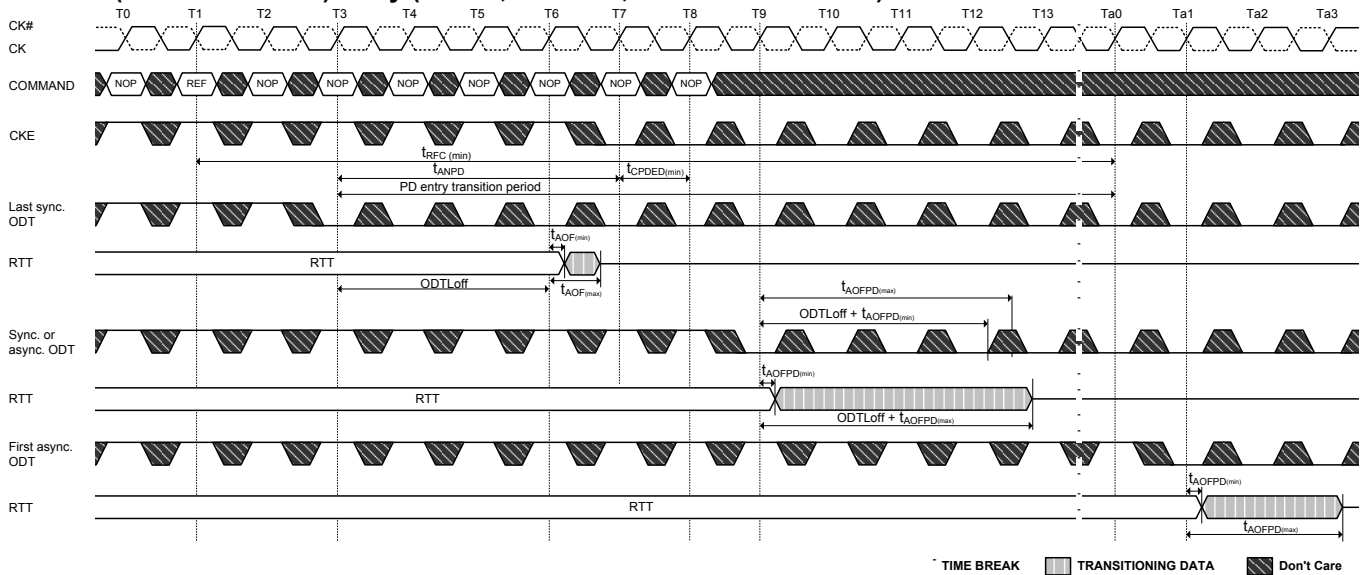 T0 T1 T2 T3 T4 T5 T6 T7 T8 T9 T10 T11 T12 T13 Ta0 Ta1 Ta2 Ta3
CK#
CK
COMMAND NOP REF NOP NOP NOP NOP NOP NOP NOP
CKE
tRFC (min)
tANPD tCPDED(min)
PD entry transition period
Last sync.
ODT
tAOF(min)
RTT RTT
ODTLoff tAOF(max)
tAOFPD(max)
ODTLoff + tAOFPD(min)
Sync. or
async. ODT
tAOFPD(min)
RTT RTT
ODTLoff + tAOFPD(max)
First async.
ODT
tAOFPD(min)
RTT RTT
tAOFPD(max)
TIME BREAK TRANSITIONING DATA Don't Care